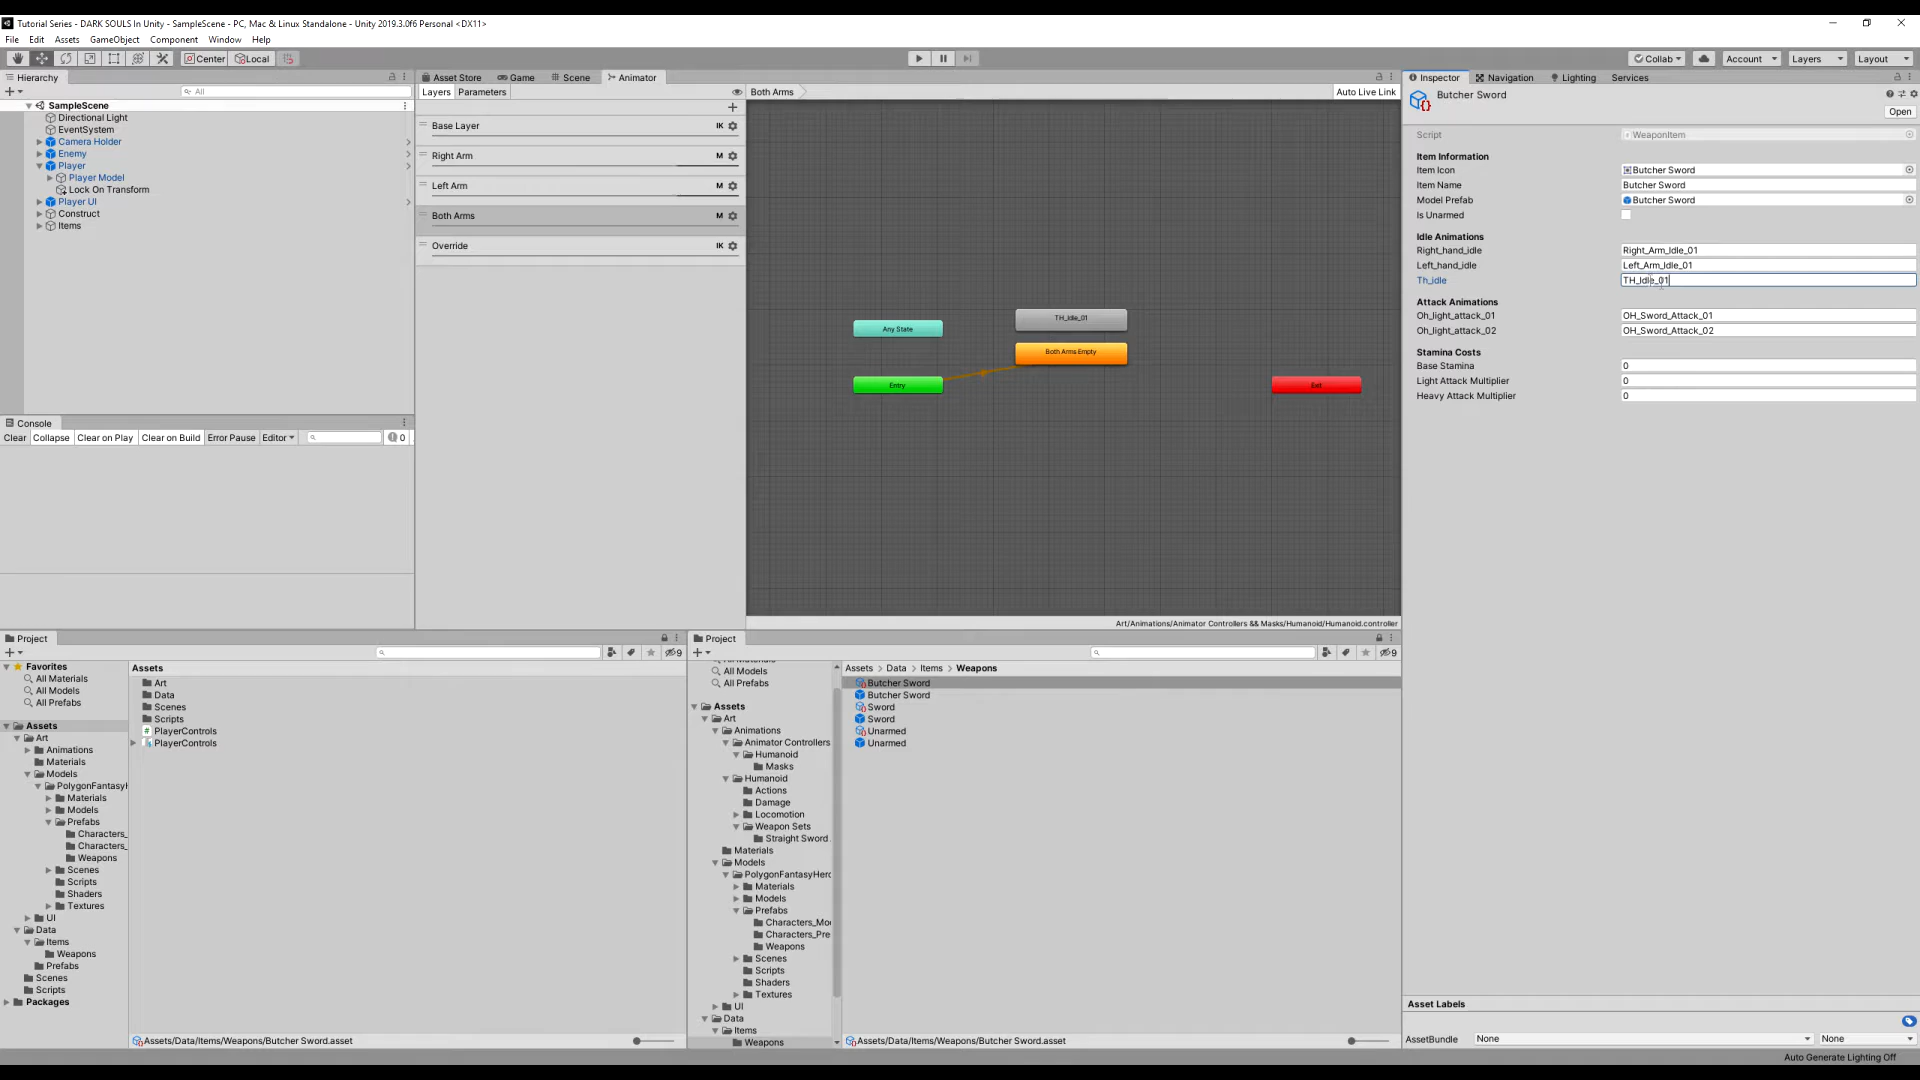 Tutorial Series - DARK SOULS In Unity - SampleScene - PC, Mac & Linux Standalone - Unity 2019.3.0f6 Personal <DX11>
File Edit Assets GameObject Component Window Help
Center Local Collab Account Layers Layout
Hierarchy
All
SampleScene
Directional Light
EventSystem
Camera Holder
Enemy
Player
Player Model
Lock On Transform
Player UI
Construct
Items
Console
Clear Collapse Clear on Play Clear on Build Error Pause Editor 0
Asset Store Game Scene Animator
Layers Parameters
Base Layer IK
Right Arm M
Left Arm M
Both Arms M
Override IK
Both Arms Auto Live Link
TH_Idle_01
Any State
Both Arms Empty
Entry
Exit
Art/Animations/Animator Controllers && Masks/Humanoid/Humanoid.controller
Inspector Navigation Lighting Services
Butcher Sword
Open
Script WeaponItem
Item Information
Item Icon Butcher Sword
Item Name Butcher Sword
Model Prefab Butcher Sword
Is Unarmed
Idle Animations
Right_hand_idle Right_Arm_Idle_01
Left_hand_idle Left_Arm_Idle_01
Th_idle TH_Idle_01
Attack Animations
Oh_light_attack_01 OH_Sword_Attack_01
Oh_light_attack_02 OH_Sword_Attack_02
Stamina Costs
Base Stamina 0
Light Attack Multiplier 0
Heavy Attack Multiplier 0
Asset Labels
AssetBundle None None
Auto Generate Lighting Off
Project
9
Favorites
All Materials
All Models
All Prefabs
Assets
Art
Animations
Materials
Models
PolygonFantasyH
Materials
Models
Prefabs
Characters_
Characters_
Weapons
Scenes
Scripts
Shaders
Textures
UI
Data
Items
Weapons
Prefabs
Scenes
Scripts
Packages
Assets
Art
Data
Scenes
Scripts
PlayerControls
PlayerControls
Assets/Data/Items/Weapons/Butcher Sword.asset
Project
9
All Models
All Prefabs
Assets
Art
Animations
Animator Controllers
Humanoid
Masks
Humanoid
Actions
Damage
Locomotion
Weapon Sets
Straight Sword
Materials
Models
PolygonFantasyHero
Materials
Models
Prefabs
Characters_Mo
Characters_Pre
Weapons
Scenes
Scripts
Shaders
Textures
UI
Data
Items
Weapons
Assets > Data > Items > Weapons
Butcher Sword
Butcher Sword
Sword
Sword
Unarmed
Unarmed
Assets/Data/Items/Weapons/Butcher Sword.asset